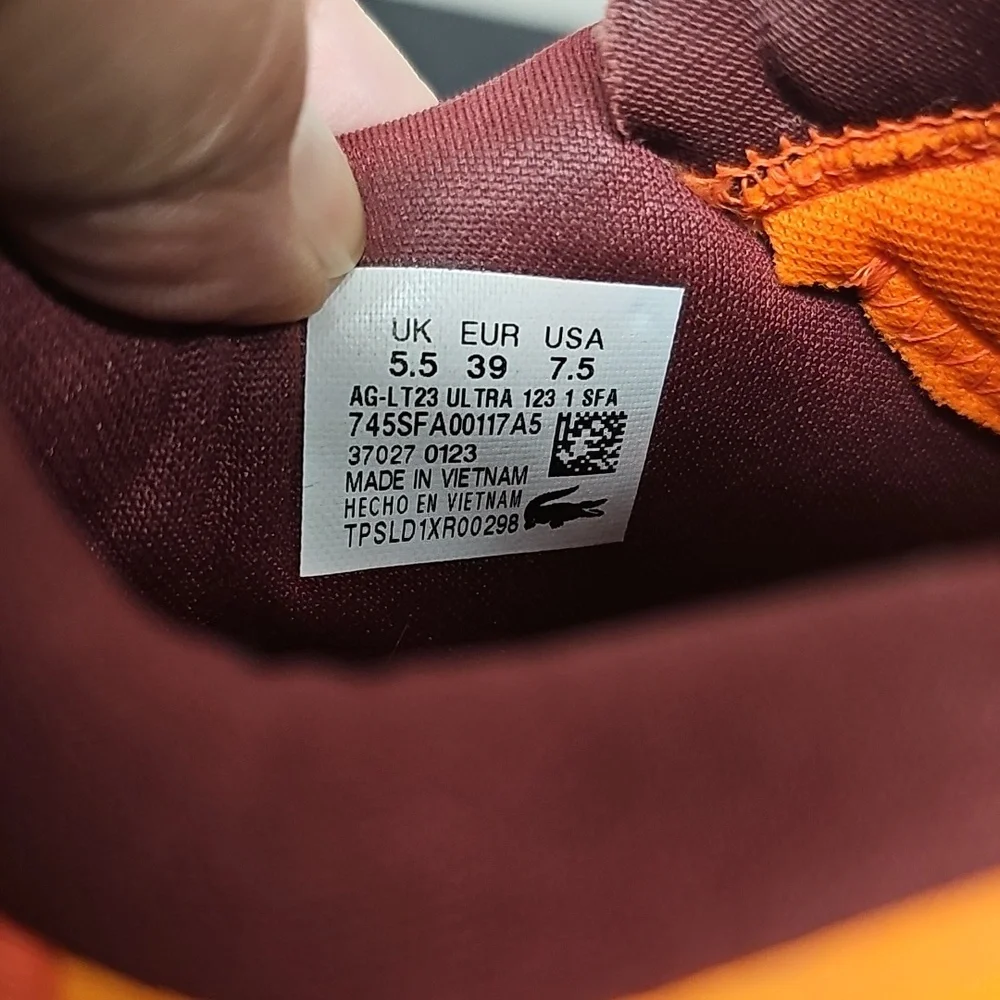 UK EUR USA
5.5 39 7.5
AG-LT23 ULTRA 123 1 SFA
745SFA00117A5
37027 0123
MADE IN VIETNAM
HECHO EN VIETNAM
TPSLD1XR00298